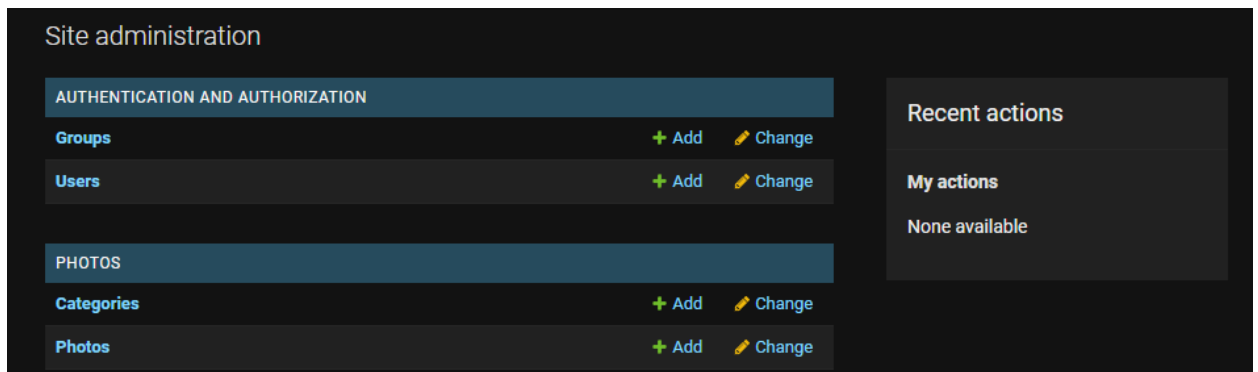 Site administration
AUTHENTICATION AND AUTHORIZATION
Groups Add Change
Users Add Change
PHOTOS
Categories Add Change
Photos Add Change
Recent actions
My actions
None available